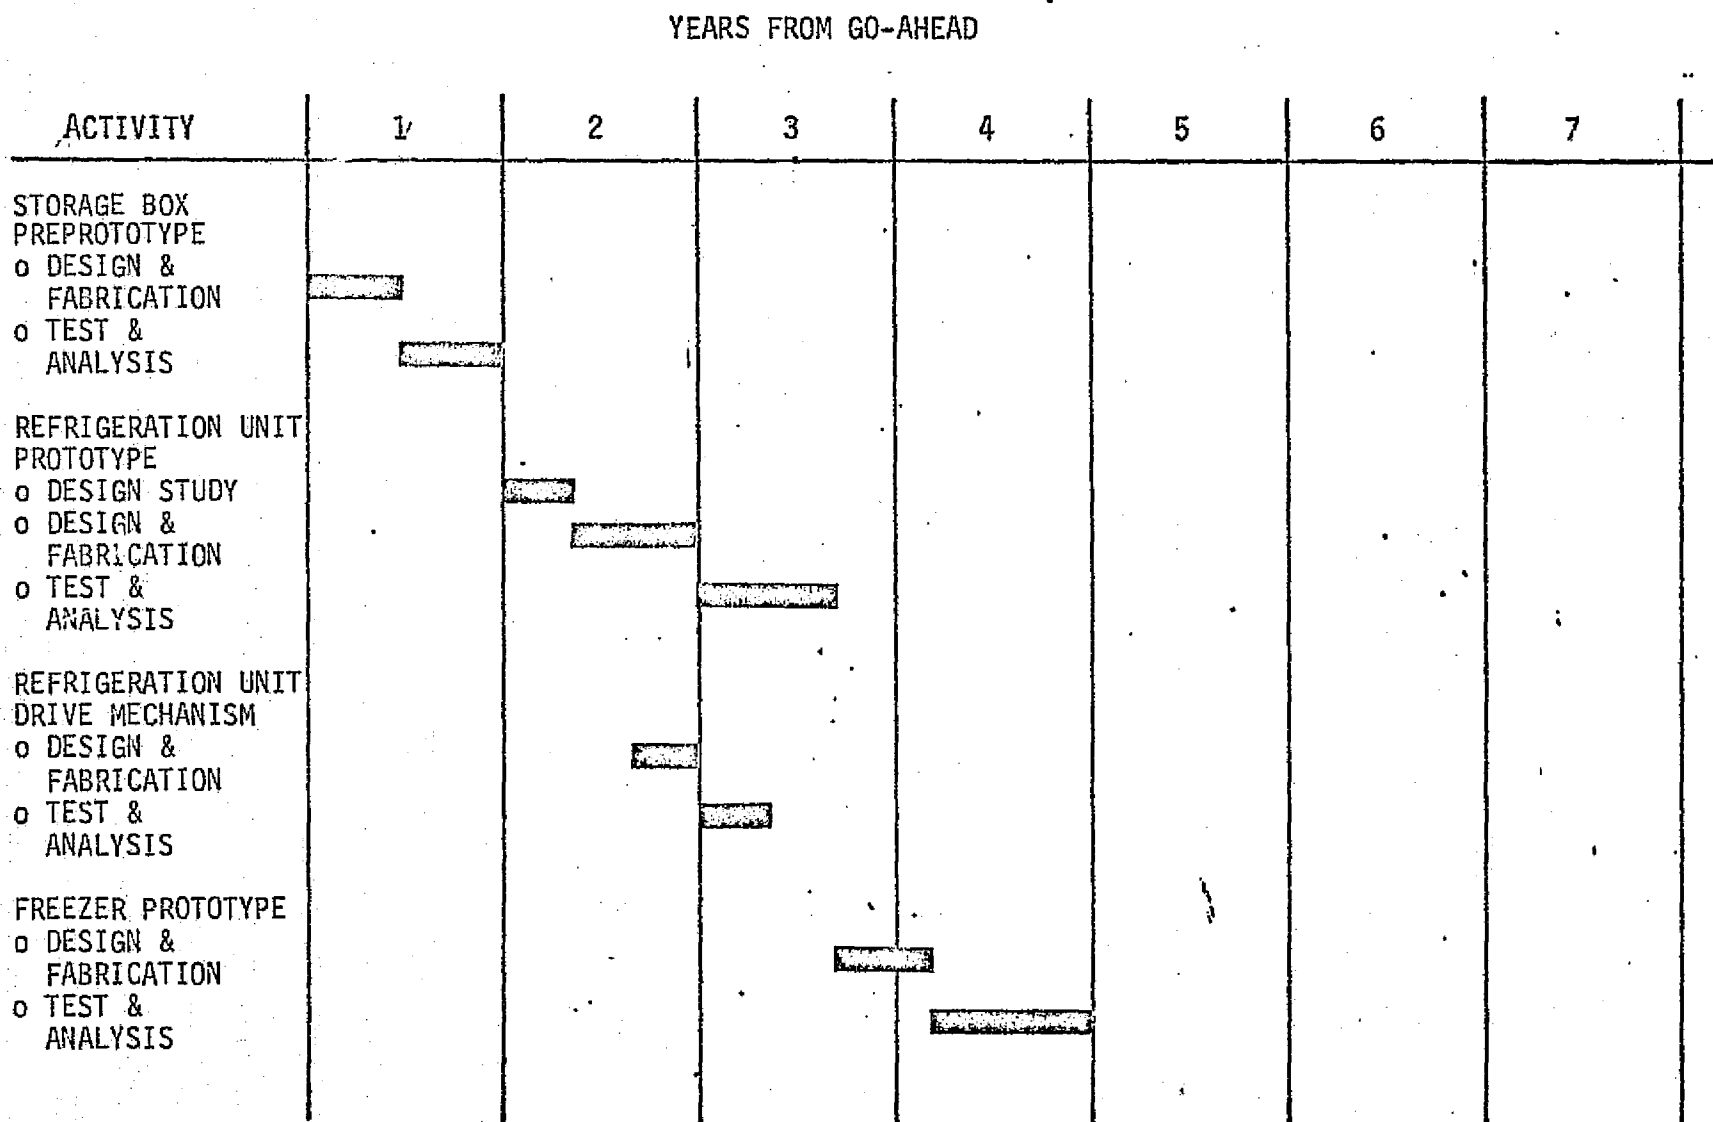 YEARS FROM GO-AHEAD
ACTIVITY 1 2 3 4 5 6 7
STORAGE BOX
PREPROTOTYPE
o DESIGN &
FABRICATION
o TEST &
ANALYSIS
REFRIGERATION UNIT
PROTOTYPE
o DESIGN STUDY
o DESIGN &
FABRICATION
o TEST &
ANALYSIS
REFRIGERATION UNIT
DRIVE MECHANISM
o DESIGN &
FABRICATION
o TEST &
ANALYSIS
FREEZER PROTOTYPE
o DESIGN &
FABRICATION
o TEST &
ANALYSIS